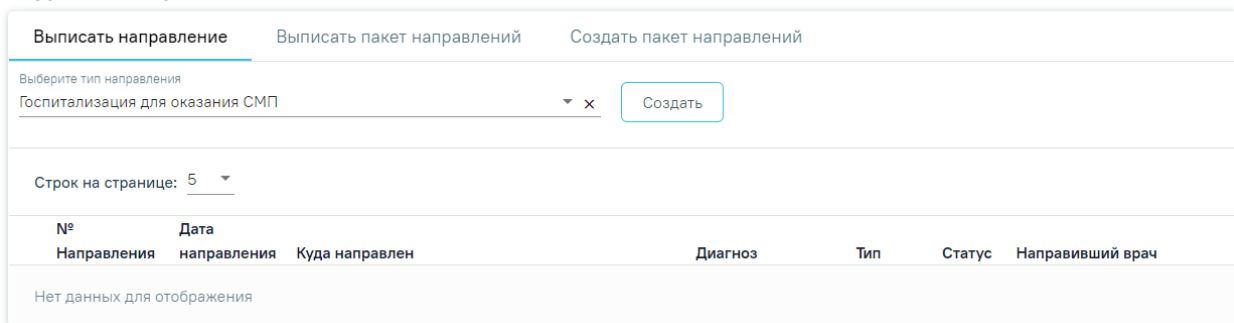 Выписать направление Выписать пакет направлений Создать пакет направлений
Выберите тип направления
Госпитализация для оказания СМП
Создать
Строк на странице: 5
№ Направления Дата направления Куда направлен Диагноз Тип Статус Направивший врач
Нет данных для отображения